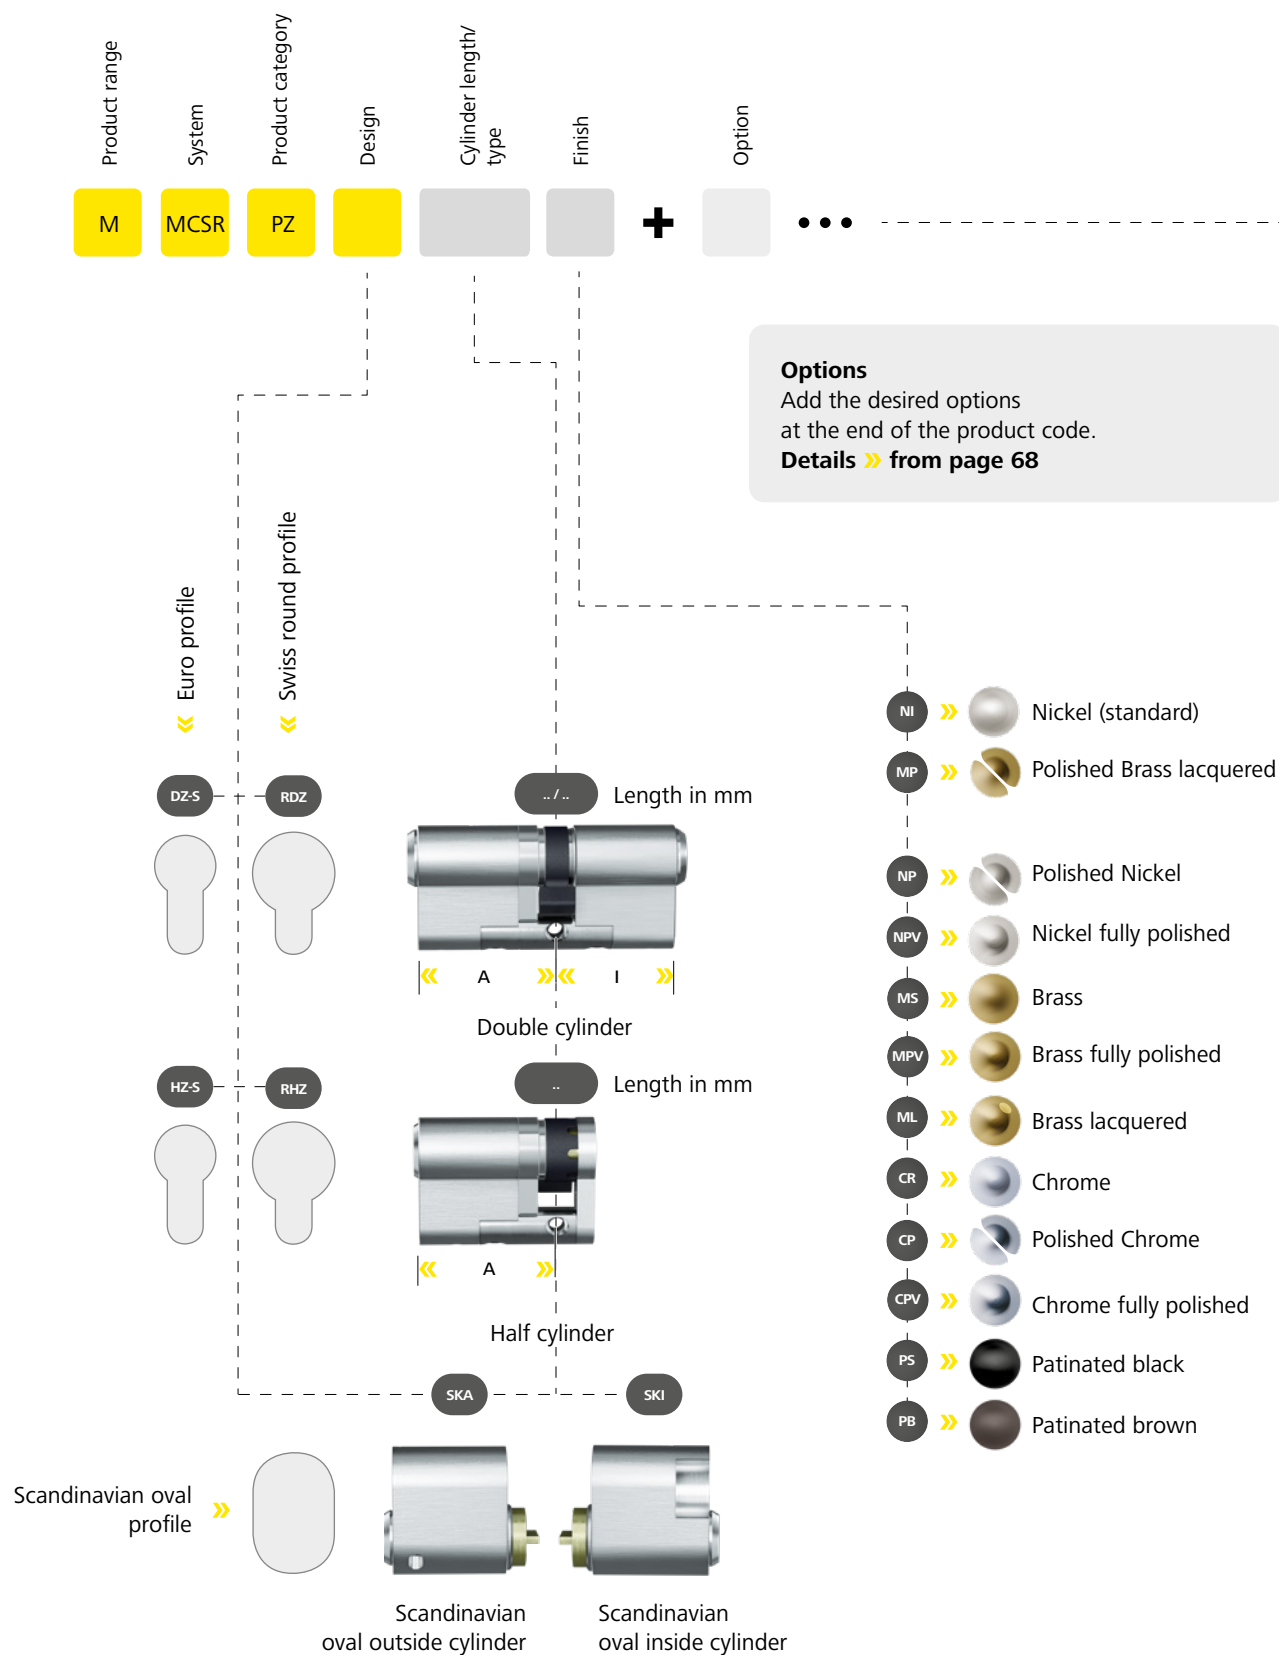 Product range
System
Product category
Design
Cylinder length/
type
Finish
Option
M
MCSR
PZ
Options
Add the desired options
at the end of the product code.
Details » from page 68
Euro profile
Swiss round profile
DZ-S
RDZ
.. / ..
Length in mm
A
I
Double cylinder
HZ-S
RHZ
..
Length in mm
A
Half cylinder
SKA
SKI
Scandinavian oval
profile
Scandinavian
oval outside cylinder
Scandinavian
oval inside cylinder
NI » Nickel (standard)
MP » Polished Brass lacquered
NP » Polished Nickel
NPV » Nickel fully polished
MS » Brass
MPV » Brass fully polished
ML » Brass lacquered
CR » Chrome
CP » Polished Chrome
CPV » Chrome fully polished
PS » Patinated black
PB » Patinated brown